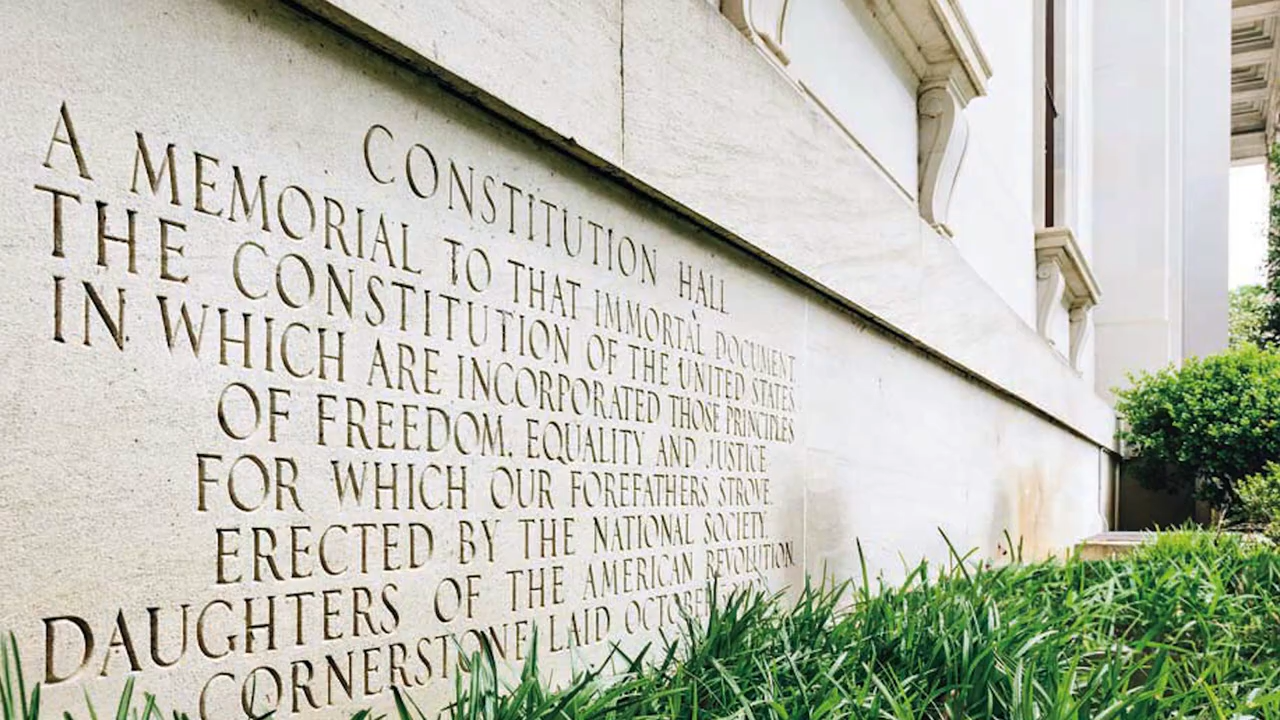 CONSTITUTION HALL
A MEMORIAL TO THAT IMMORTAL DOCUMENT
THE CONSTITUTION OF THE UNITED STATES
IN WHICH ARE INCORPORATED THOSE PRINCIPLES
OF FREEDOM, EQUALITY AND JUSTICE
FOR WHICH OUR FOREFATHERS STROVE.
ERECTED BY THE NATIONAL SOCIETY,
DAUGHTERS OF THE AMERICAN REVOLUTION.
CORNERSTONE LAID OCTOBER